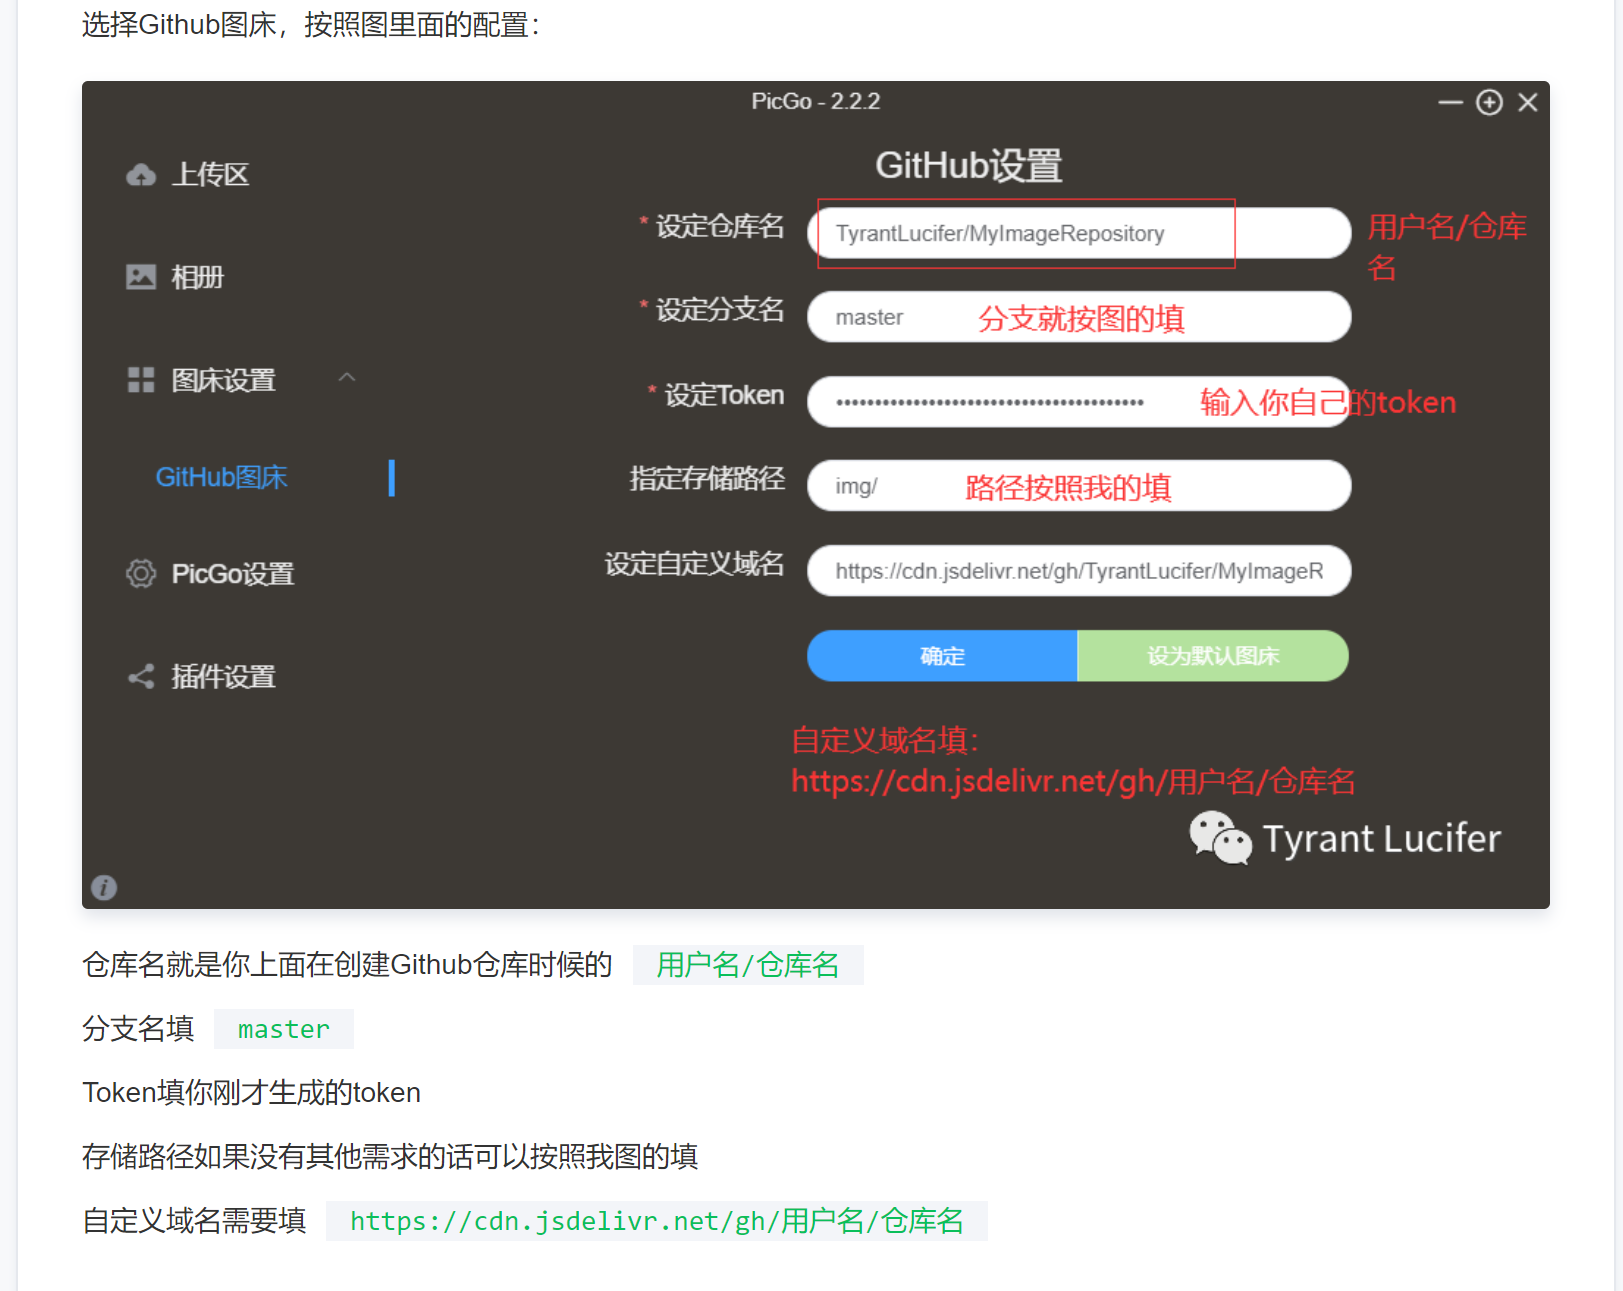 选择Github图床，按照图里面的配置：
PicGo - 2.2.2
上传区
相册
图床设置
GitHub图床
PicGo设置
插件设置
GitHub设置
* 设定仓库名
TyrantLucifer/MyImageRepository
用户名/仓库
名
* 设定分支名
master
分支就按图的填
* 设定Token
••••••••••••••••••••••••••••••••••••••••
输入你自己的token
指定存储路径
img/
路径按照我的填
设定自定义域名
https://cdn.jsdelivr.net/gh/TyrantLucifer/MyImageR
确定
设为默认图床
自定义域名填：
https://cdn.jsdelivr.net/gh/用户名/仓库名
Tyrant Lucifer
仓库名就是你上面在创建Github仓库时候的 用户名/仓库名
分支名填 master
Token填你刚才生成的token
存储路径如果没有其他需求的话可以按照我图的填
自定义域名需要填 https://cdn.jsdelivr.net/gh/用户名/仓库名